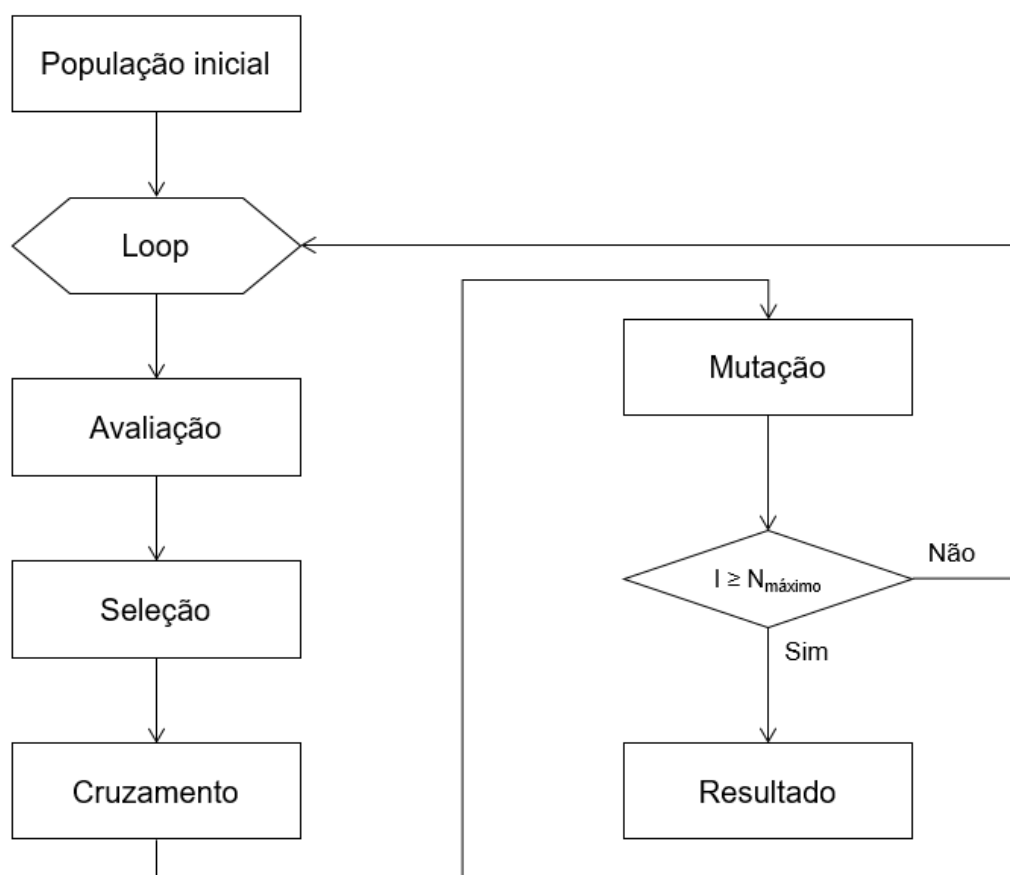 População inicial
Loop
Avaliação
Seleção
Cruzamento
Mutação
I ≥ Nmáximo
Não
Sim
Resultado